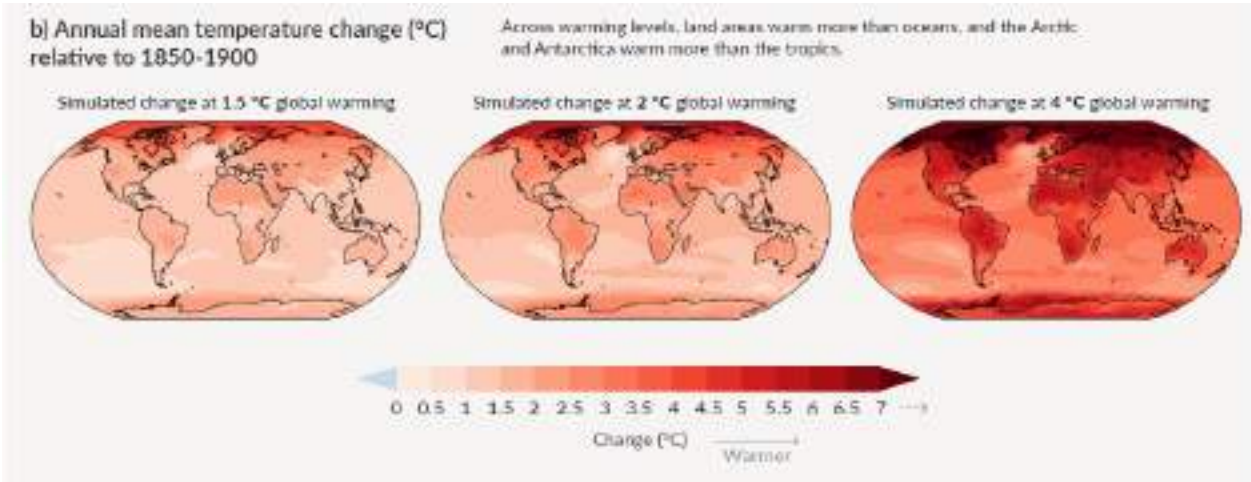 b) Annual mean temperature change (°C)
relative to 1850-1900
Across warming levels, land areas warm more than oceans, and the Arctic
and Antarctica warm more than the tropics.
Simulated change at 1.5 °C global warming
Simulated change at 2 °C global warming
Simulated change at 4 °C global warming
0 0.5 1 1.5 2 2.5 3 3.5 4 4.5 5 5.5 6 6.5 7
Change (°C)
Warmer